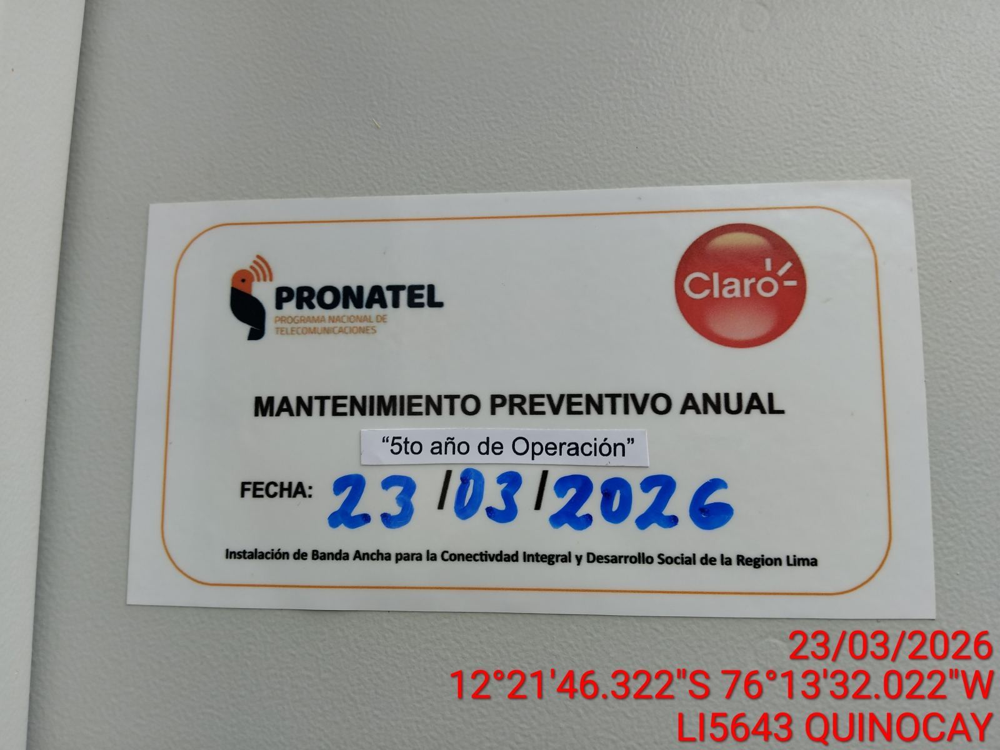 PRONATEL
PROGRAMA NACIONAL DE
TELECOMUNICACIONES
Claro
MANTENIMIENTO PREVENTIVO ANUAL
“5to año de Operación”
FECHA: 23/03/2026
Instalación de Banda Ancha para la Conectivdad Integral y Desarrollo Social de la Region Lima
23/03/2026
12°21'46.322"S 76°13'32.022"W
LI5643 QUINOCAY